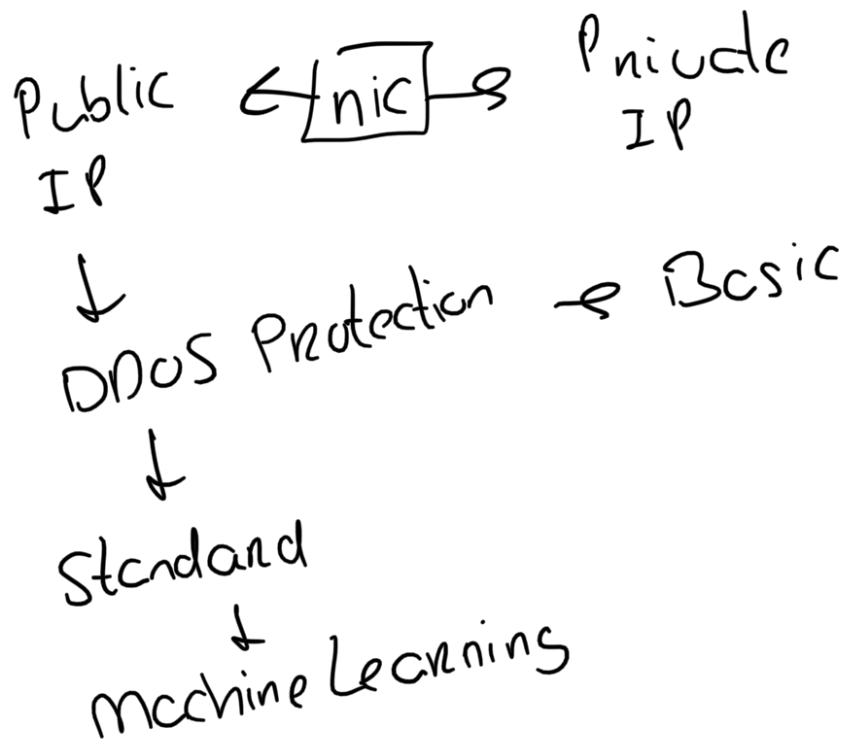 Public IP
nic
Private IP
DDOS Protection
Basic
Standard
Machine Learning